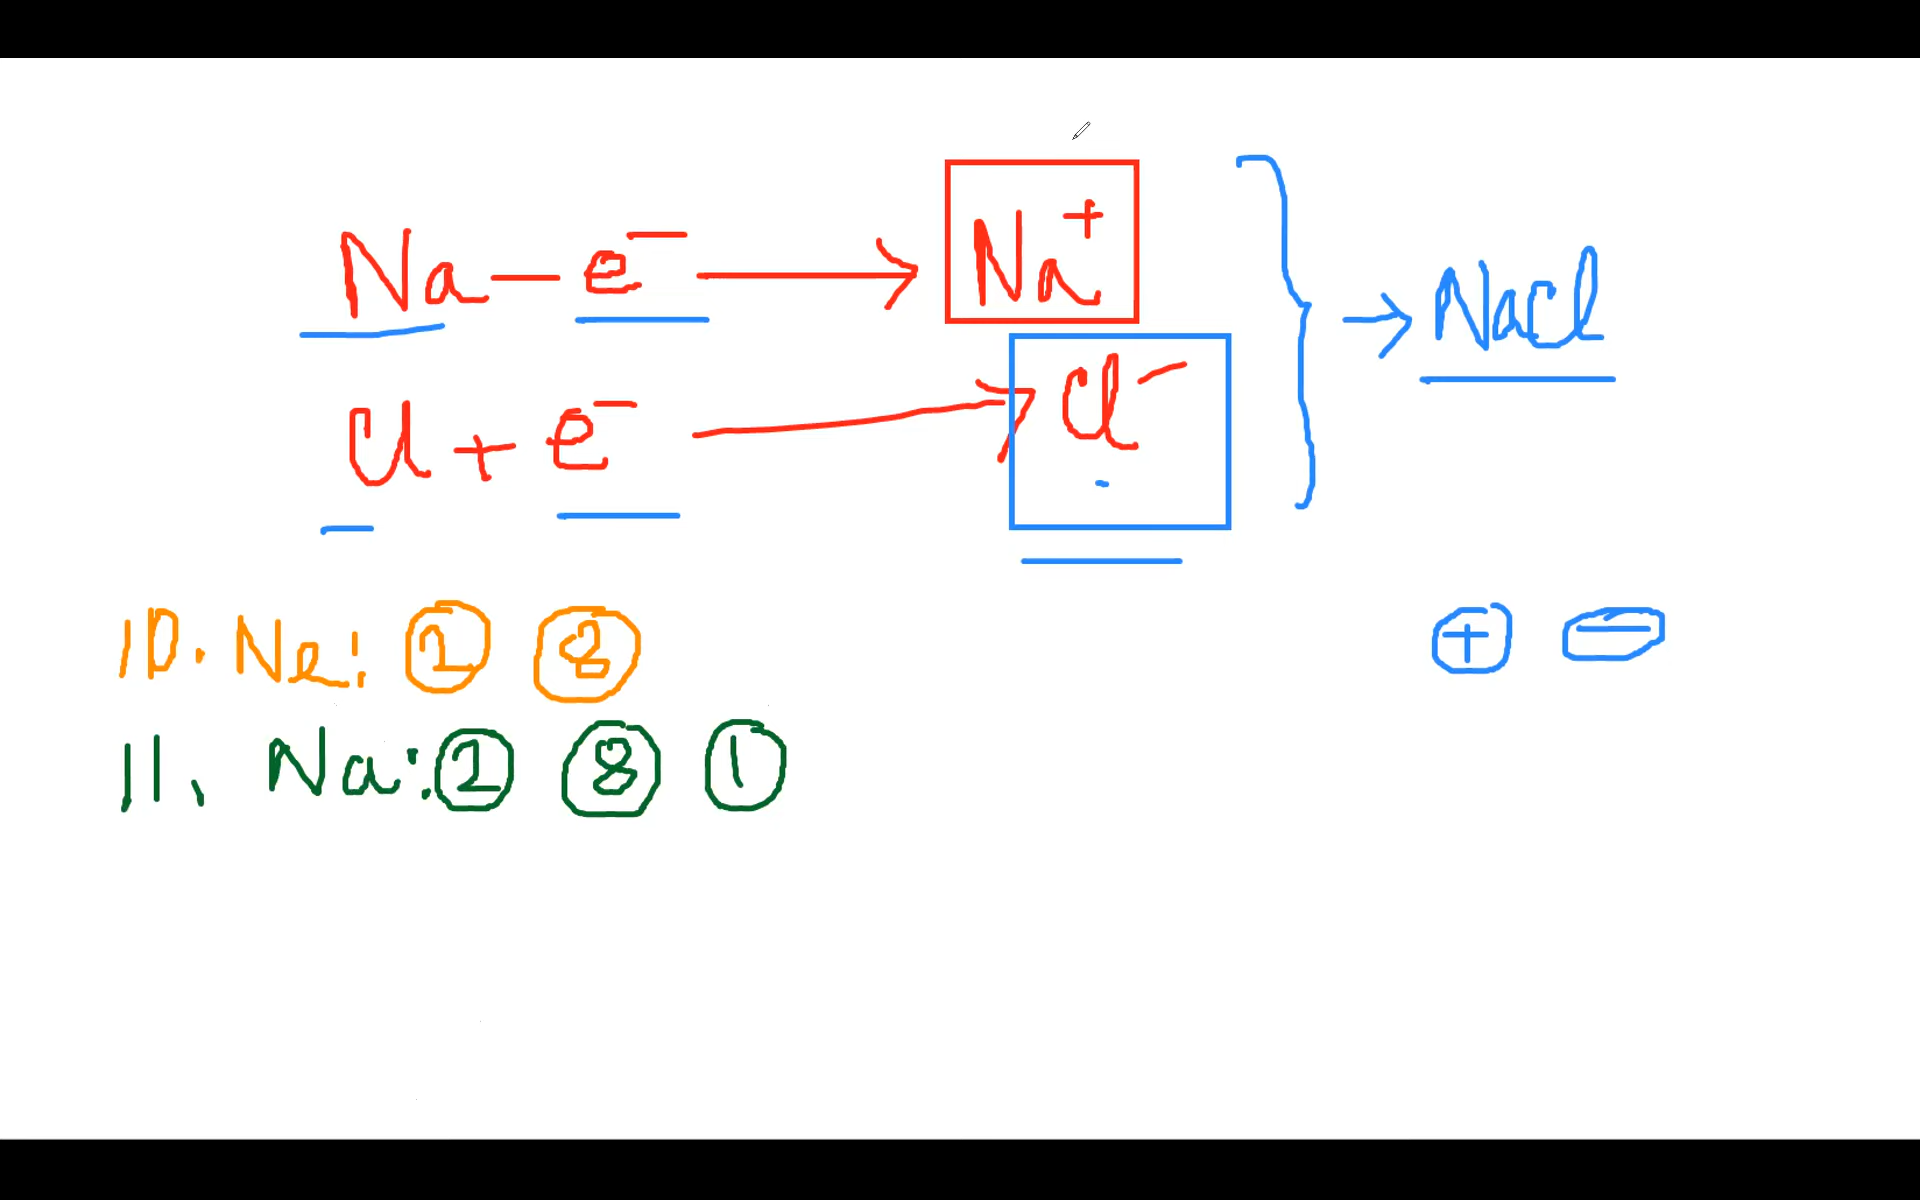 Na — e⁻ → Na⁺
Cl + e⁻ → Cl⁻
} → NaCl
10. Ne: 2 8
+ −
11. Na: 2 8 1